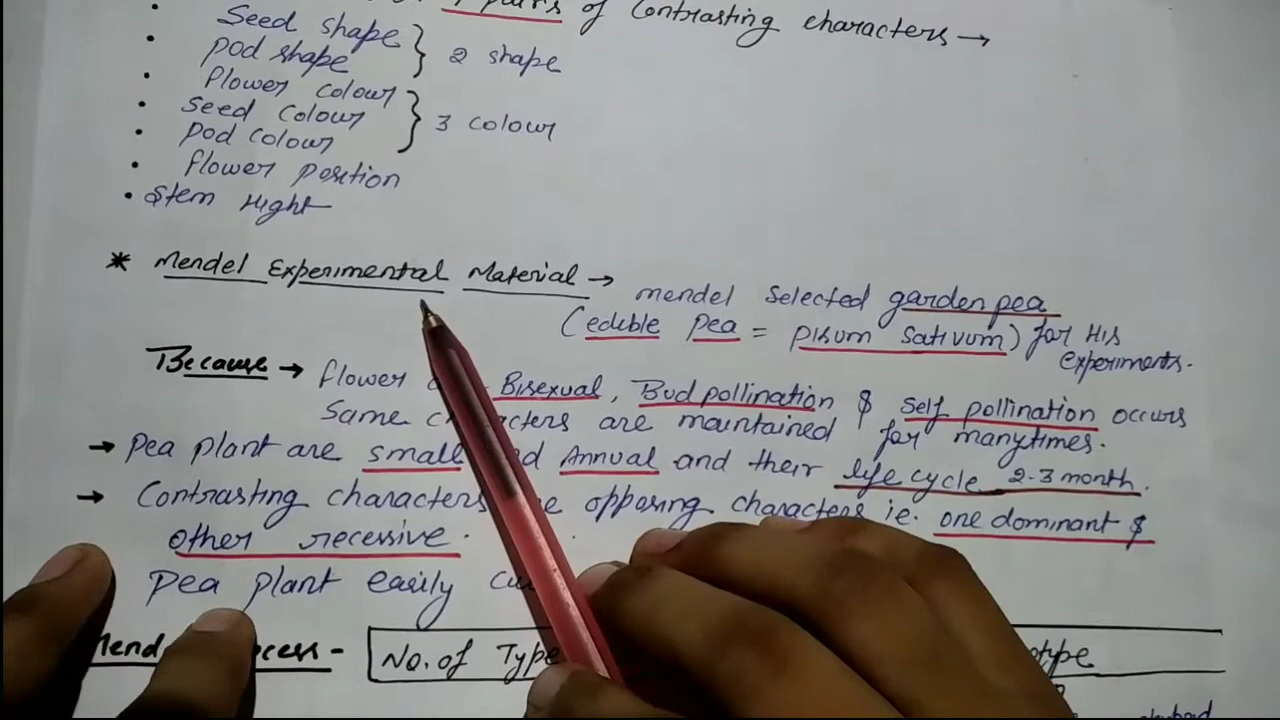 7 pairs of Contrasting characters →
• Seed shape
• pod shape } 2 shape
• Flower colour
• Seed colour } 3 colour
• pod colour
• flower position
• Stem Hight
* Mendel Experimental Material → mendel selected garden pea
(edible pea = pisum sativum) for His experiments.
Because → flower Bisexual, Bud pollination & Self pollination occurs
Same are maintained for manytimes.
→ Pea plant are small Annual and their life cycle 2-3 month.
→ Contrasting characters opposing characters i.e. one dominant &
other recessive.
Pea plant easily
No. of Type